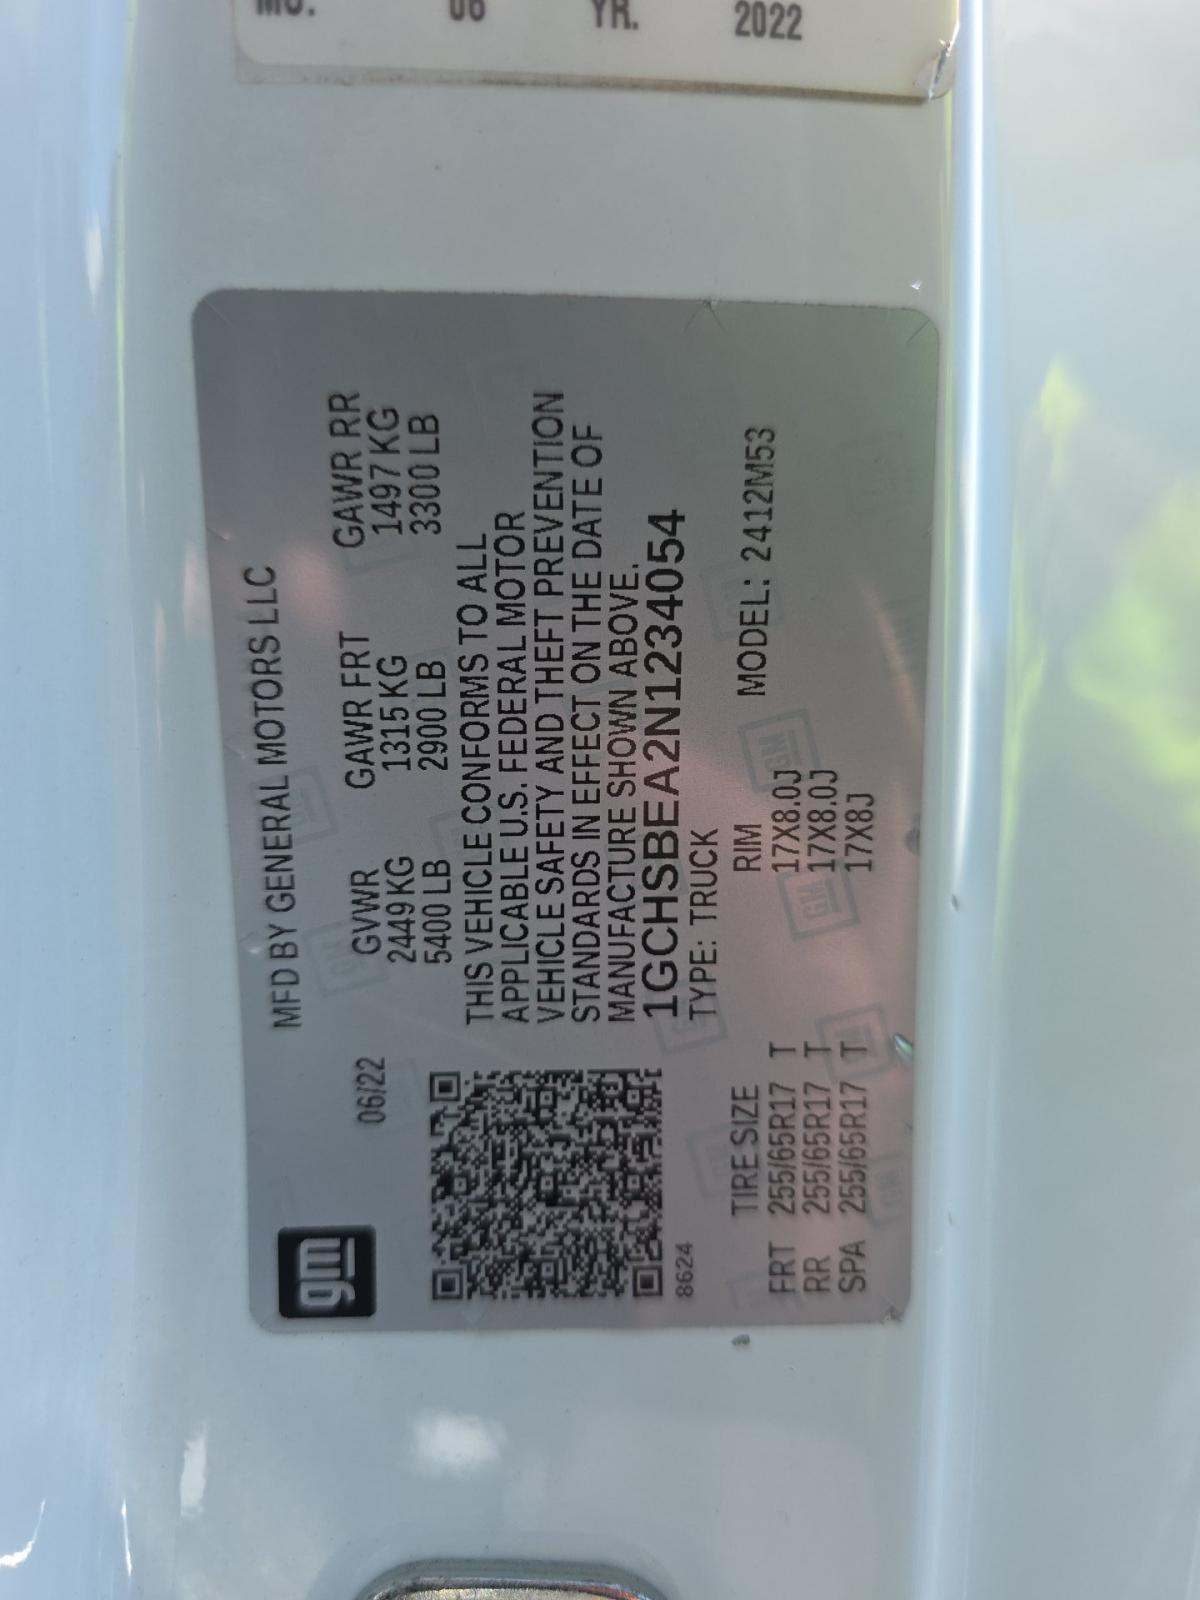 MO. 06 YR. 2022
gm
MFD BY GENERAL MOTORS LLC
06/22
GVWR GAWR FRT GAWR RR
2449 KG 1315 KG 1497 KG
5400 LB 2900 LB 3300 LB
THIS VEHICLE CONFORMS TO ALL
APPLICABLE U.S. FEDERAL MOTOR
VEHICLE SAFETY AND THEFT PREVENTION
STANDARDS IN EFFECT ON THE DATE OF
MANUFACTURE SHOWN ABOVE.
1GCHSBEA2N1234054
8624
TYPE: TRUCK
TIRE SIZE RIM MODEL: 2412M53
FRT 255/65R17 T 17X8.0J
RR 255/65R17 T 17X8.0J
SPA 255/65R17 T 17X8J